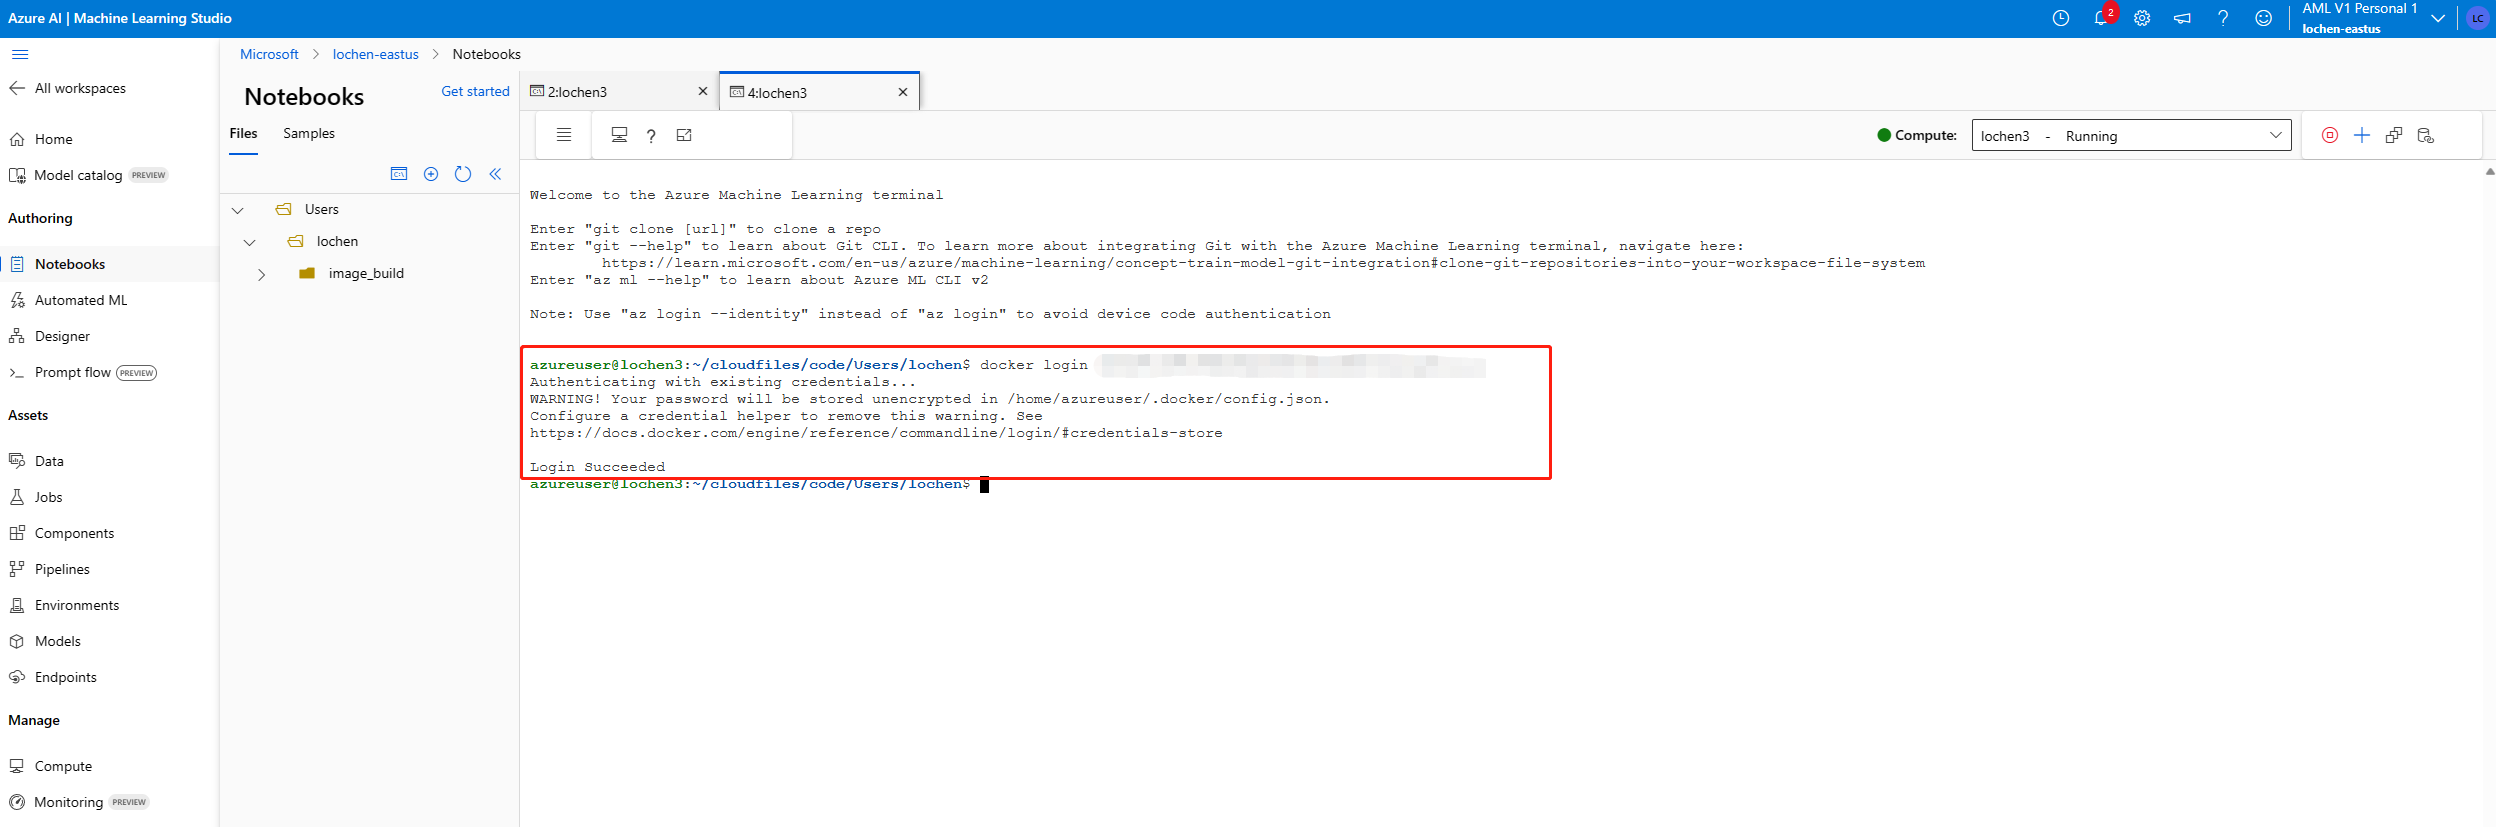 Azure AI | Machine Learning Studio
2
AML V1 Personal 1
lochen-eastus
LC
All workspaces
Home
Model catalog PREVIEW
Authoring
Notebooks
Automated ML
Designer
Prompt flow PREVIEW
Assets
Data
Jobs
Components
Pipelines
Environments
Models
Endpoints
Manage
Compute
Monitoring PREVIEW
Microsoft > lochen-eastus > Notebooks
Notebooks
Get started
Files Samples
Users
lochen
image_build
2:lochen3
4:lochen3
Compute: lochen3 - Running
Welcome to the Azure Machine Learning terminal
Enter "git clone [url]" to clone a repo
Enter "git --help" to learn about Git CLI. To learn more about integrating Git with the Azure Machine Learning terminal, navigate here:
https://learn.microsoft.com/en-us/azure/machine-learning/concept-train-model-git-integration#clone-git-repositories-into-your-workspace-file-system
Enter "az ml --help" to learn about Azure ML CLI v2
Note: Use "az login --identity" instead of "az login" to avoid device code authentication
azureuser@lochen3:~/cloudfiles/code/Users/lochen$ docker login
Authenticating with existing credentials...
WARNING! Your password will be stored unencrypted in /home/azureuser/.docker/config.json.
Configure a credential helper to remove this warning. See
https://docs.docker.com/engine/reference/commandline/login/#credentials-store
Login Succeeded
azureuser@lochen3:~/cloudfiles/code/Users/lochen$